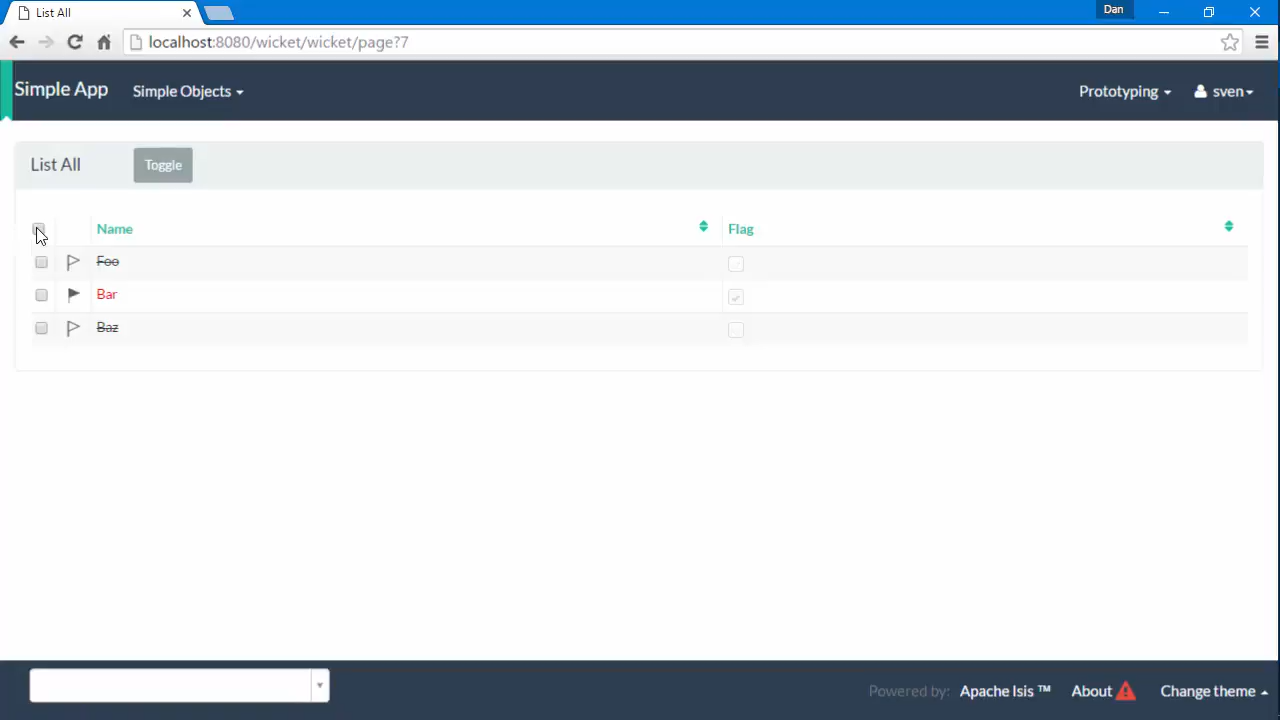 List All
Dan
localhost:8080/wicket/wicket/page?7
Simple App
Simple Objects
Prototyping
sven
List All
Toggle
Name
Flag
Foo
Bar
Baz
Powered by: Apache Isis ™
About
Change theme